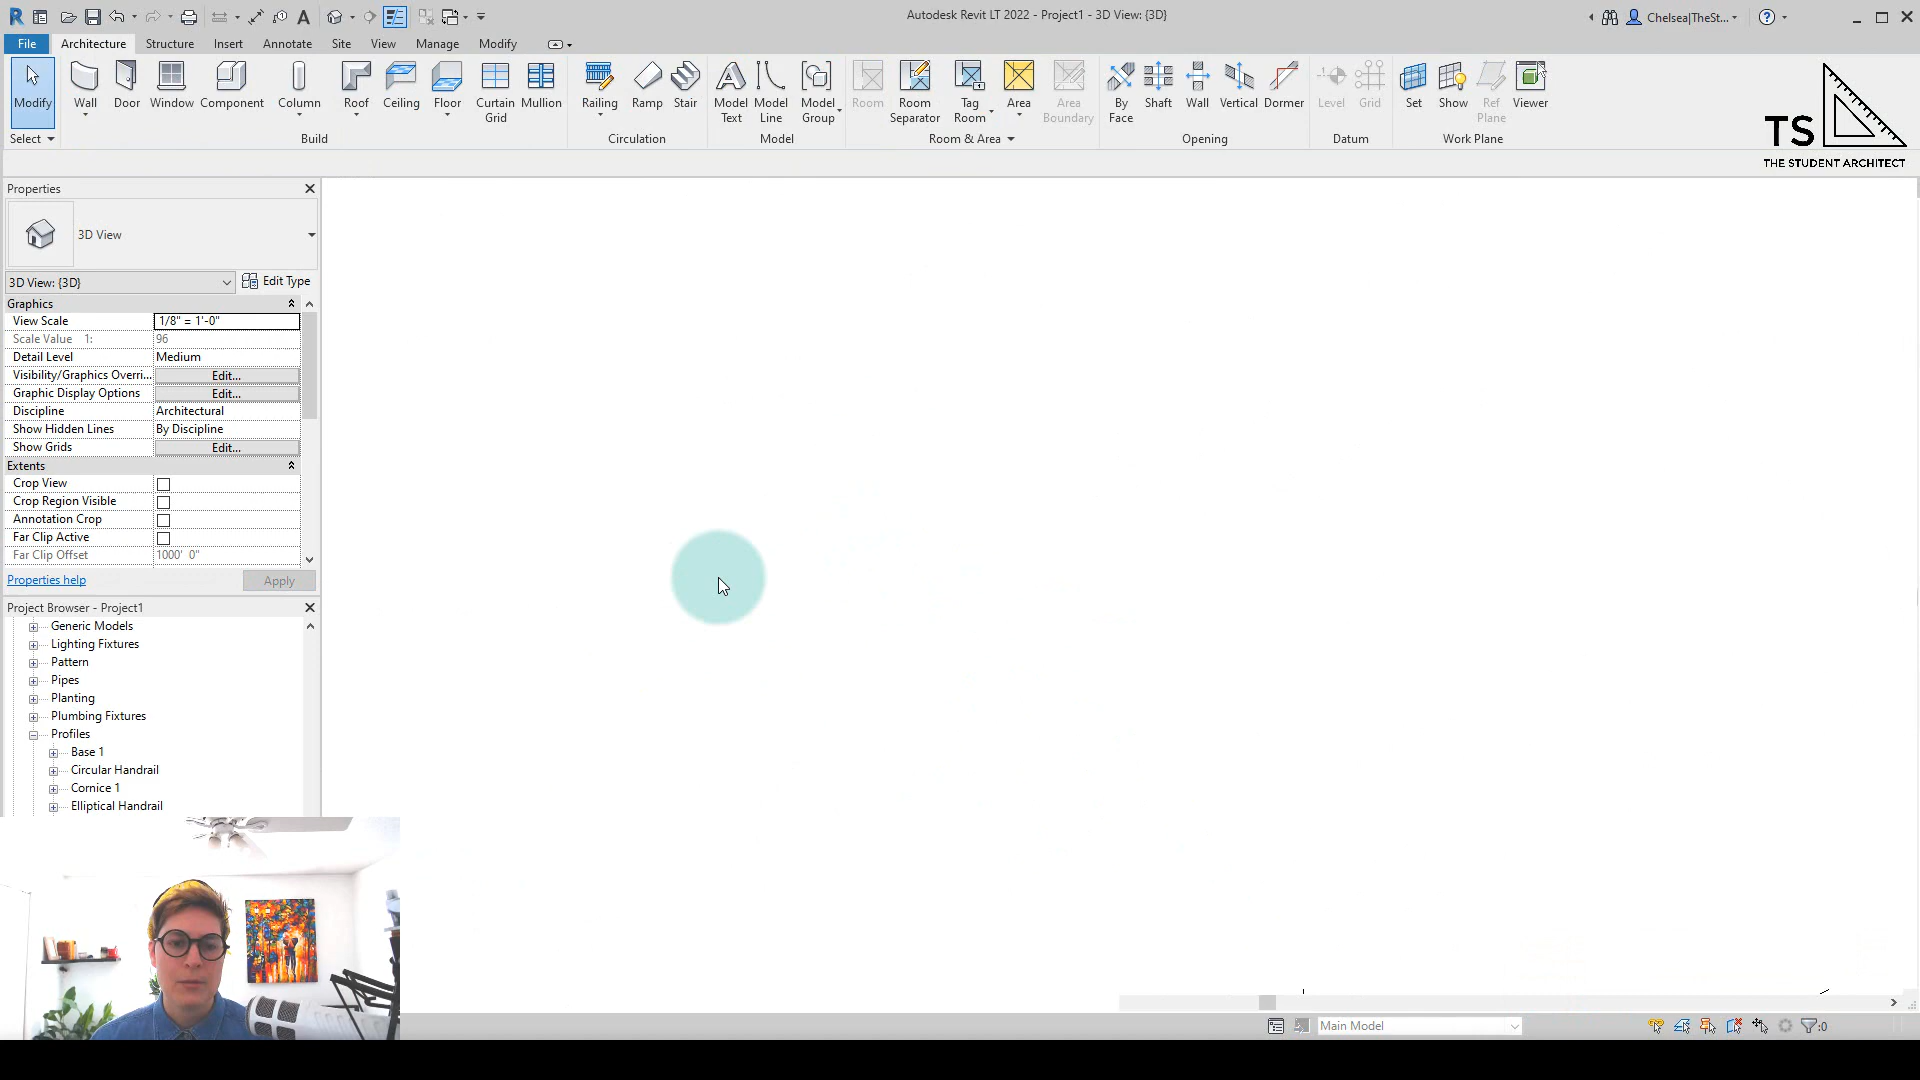 Autodesk Revit LT 2022 - Project1 - 3D View: {3D}
Chelsea|TheSt...
File Architecture Structure Insert Annotate Site View Manage Modify
Modify
Wall
Door
Window
Component
Column
Roof
Ceiling
Floor
Curtain Grid
Mullion
Railing
Ramp
Stair
Model Text
Model Line
Model Group
Room
Room Separator
Tag Room
Area
Area Boundary
By Face
Shaft
Wall
Vertical
Dormer
Level
Grid
Set
Show
Ref Plane
Viewer
Select
Build
Circulation
Model
Room & Area
Opening
Datum
Work Plane
TS
THE STUDENT ARCHITECT
Properties
3D View
3D View: {3D}
Edit Type
Graphics
View Scale 1/8" = 1'-0"
Scale Value 1: 96
Detail Level Medium
Visibility/Graphics Overri... Edit...
Graphic Display Options Edit...
Discipline Architectural
Show Hidden Lines By Discipline
Show Grids Edit...
Extents
Crop View
Crop Region Visible
Annotation Crop
Far Clip Active
Far Clip Offset 1000' 0"
Properties help
Apply
Project Browser - Project1
Generic Models
Lighting Fixtures
Pattern
Pipes
Planting
Plumbing Fixtures
Profiles
Base 1
Circular Handrail
Cornice 1
Elliptical Handrail
Main Model
:0